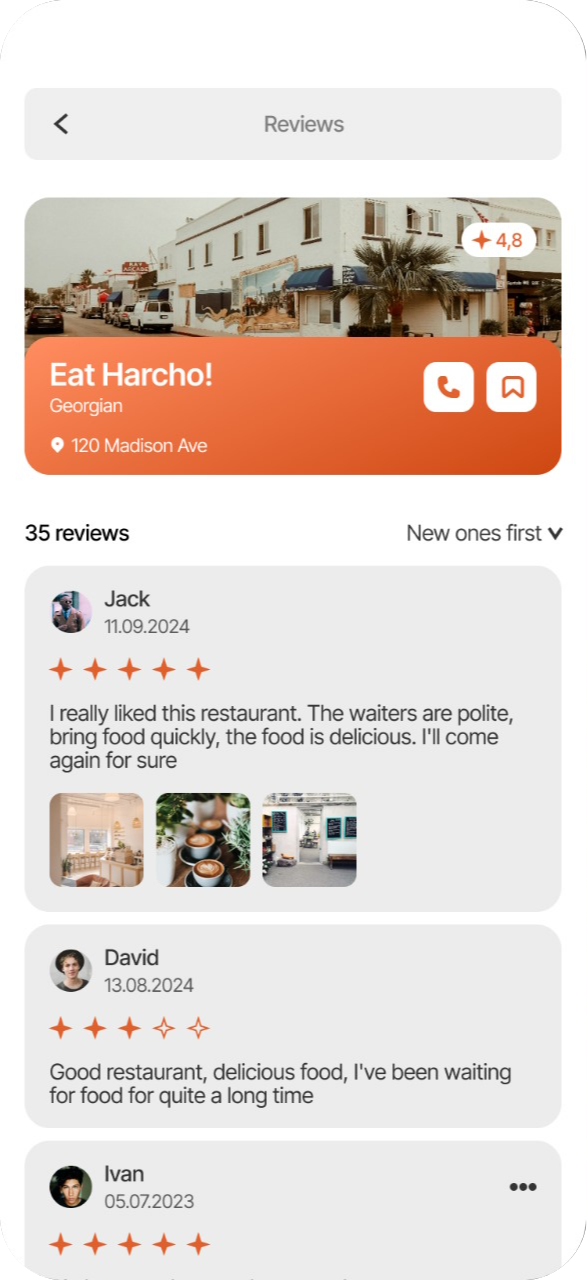 Reviews
4,8
Eat Harcho!
Georgian
120 Madison Ave
35 reviews
New ones first
Jack
11.09.2024
I really liked this restaurant. The waiters are polite,
bring food quickly, the food is delicious. I'll come
again for sure
David
13.08.2024
Good restaurant, delicious food, I've been waiting
for food for quite a long time
Ivan
05.07.2023